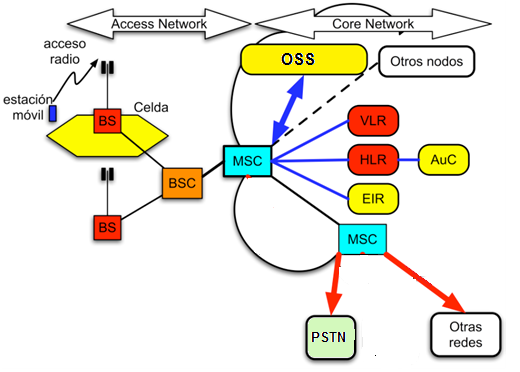 Access Network
Core Network
acceso
radio
OSS
Otros nodos
estación
móvil
Celda
BS
VLR
MSC
HLR
AuC
BSC
EIR
BS
MSC
PSTN
Otras
redes